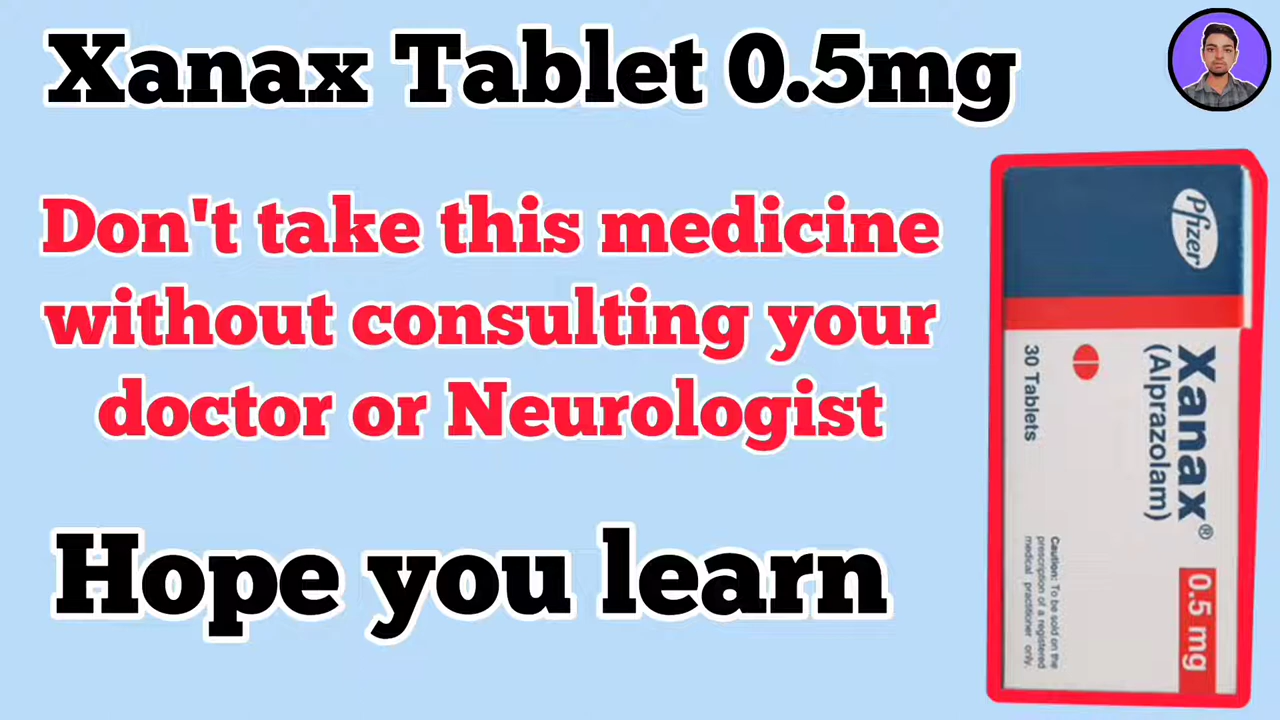 Xanax Tablet 0.5mg
Don't take this medicine
without consulting your
doctor or Neurologist
Hope you learn
Pfizer
Xanax®
(Alprazolam)
0.5 mg
30 Tablets
Caution: To be sold on the
prescription of a registered
medical practitioner only.